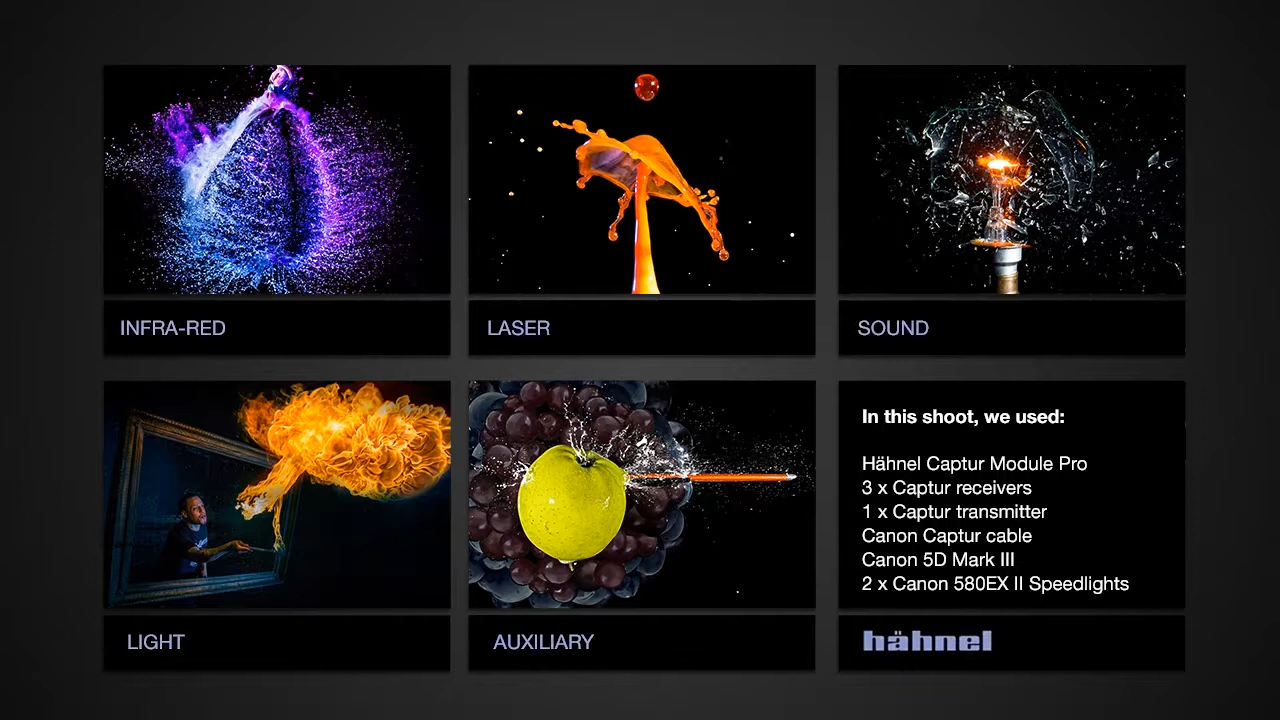 INFRA-RED
LASER
SOUND
LIGHT
AUXILIARY
In this shoot, we used:
Hähnel Captur Module Pro
3 x Captur receivers
1 x Captur transmitter
Canon Captur cable
Canon 5D Mark III
2 x Canon 580EX II Speedlights
hähnel